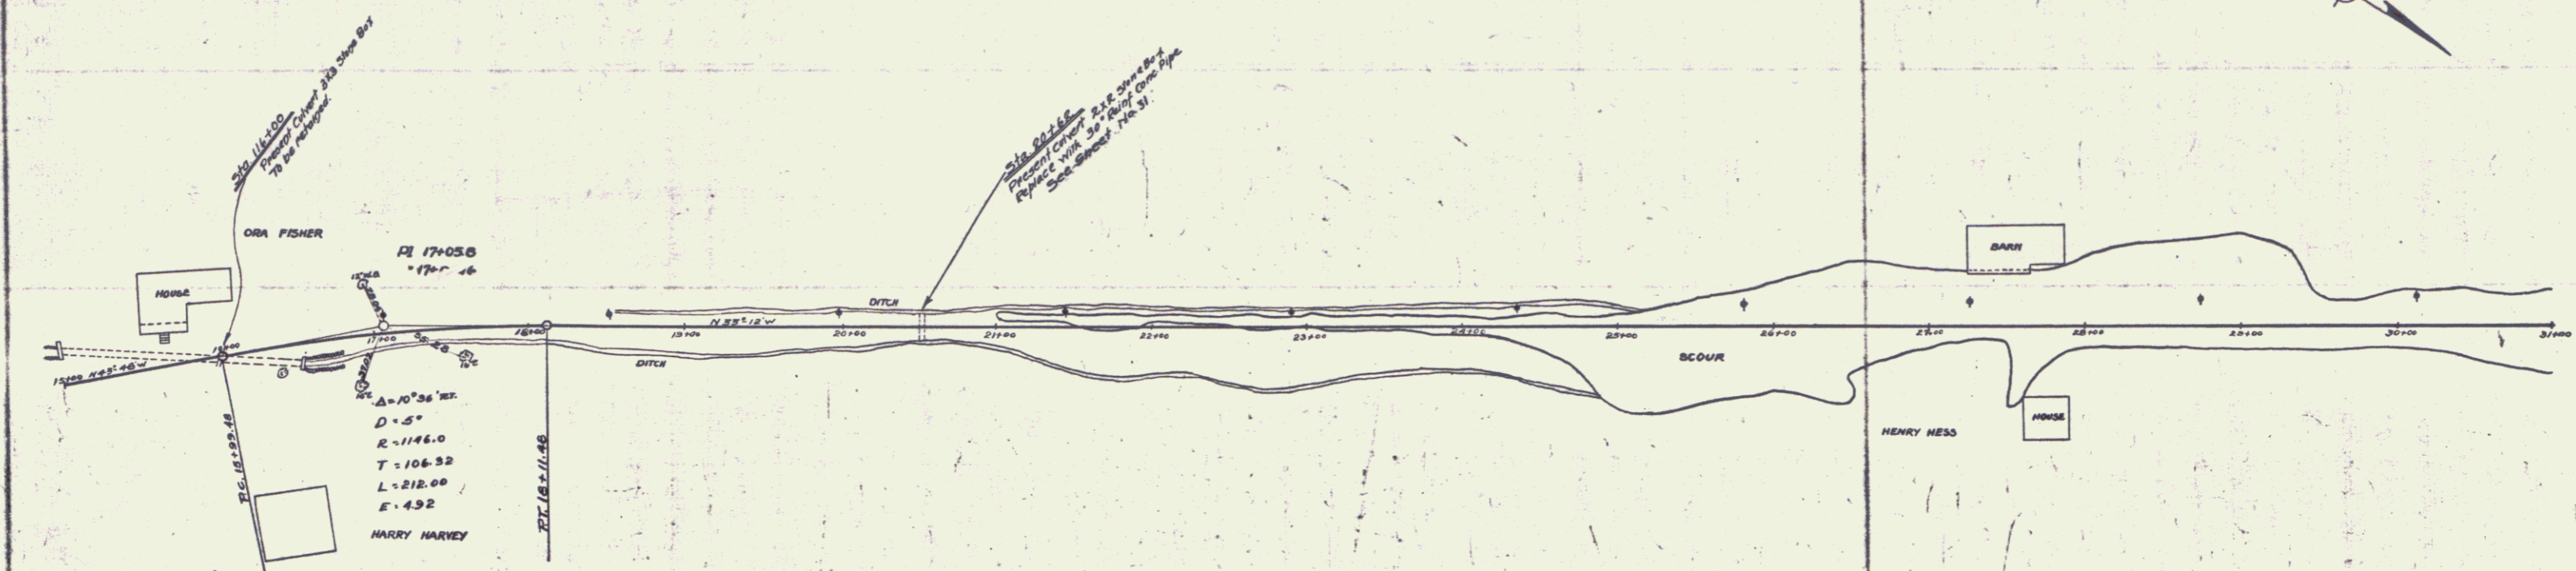 Sta. 116+00
Present Culvert 3x3 Stone Box
To be retained.
Sta. 20+68
Present Culvert 2x2 Stone Box
Replace with 30" Reinf Conc Pipe
See Sheet No. 31.
ORA FISHER
PI 17+05.8
HOUSE
BARN
DITCH
N 35° 12' W
16+00
17+00
18+00
19+00
20+00
21+00
22+00
23+00
24+00
25+00
26+00
27+00
28+00
29+00
30+00
31+00
15+00 N 45° 48' W
DITCH
SCOUR
Δ = 10° 36' RT.
D = 5°
R = 1146.0
T = 106.32
L = 212.00
E = 4.92
HARRY HARVEY
P.C. 15+99.48
P.T. 18+11.48
HENRY HESS
HOUSE